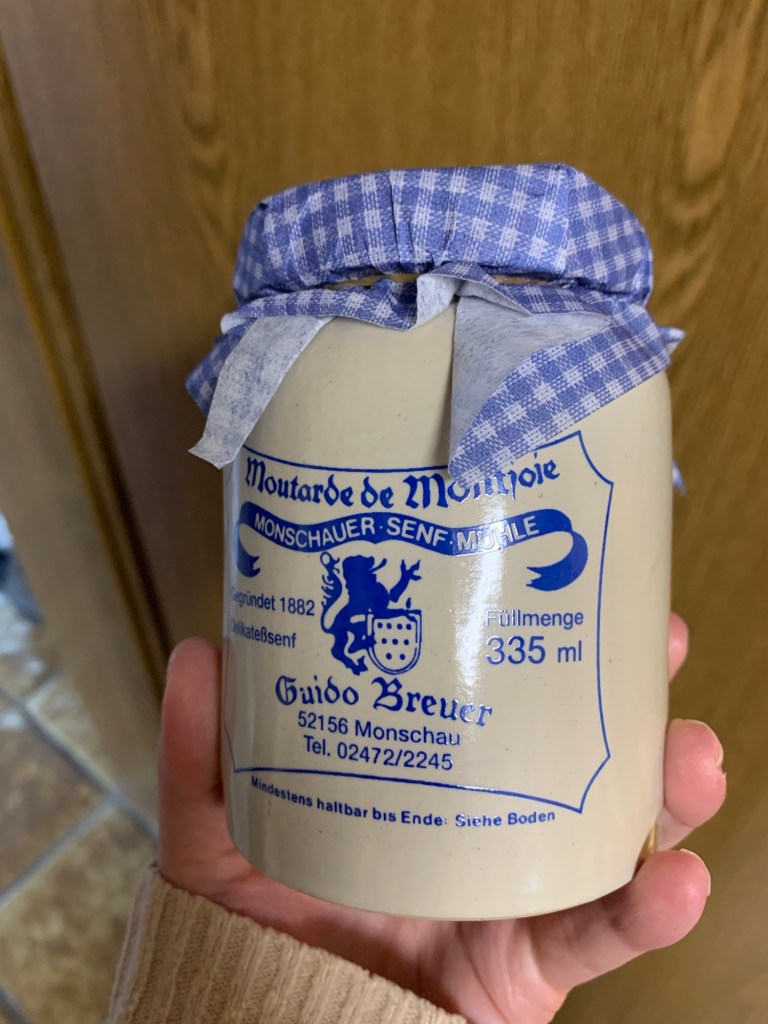 Moutarde de Montjoie
MONSCHAUER · SENF · MÜHLE
Gegründet 1882
Delikateßsenf
Füllmenge
335 ml
Guido Breuer
52156 Monschau
Tel. 02472/2245
Mindestens haltbar bis Ende: Siehe Boden